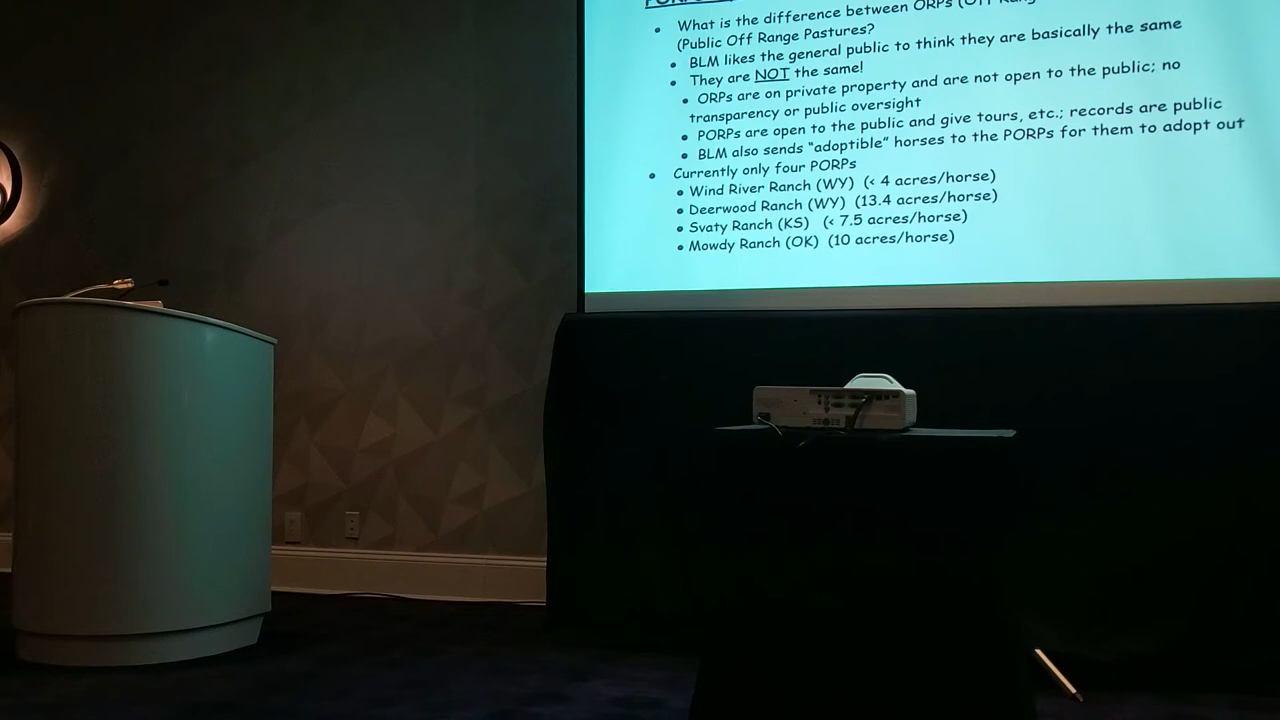 What is the difference between ORPs
(Public Off Range Pastures?
BLM likes the general public to think they are basically the same
They are NOT the same!
ORPs are on private property and are not open to the public; no
transparency or public oversight
PORPs are open to the public and give tours, etc.; records are public
BLM also sends “adoptible” horses to the PORPs for them to adopt out
Currently only four PORPs
Wind River Ranch (WY) (< 4 acres/horse)
Deerwood Ranch (WY) (13.4 acres/horse)
Svaty Ranch (KS) (< 7.5 acres/horse)
Mowdy Ranch (OK) (10 acres/horse)